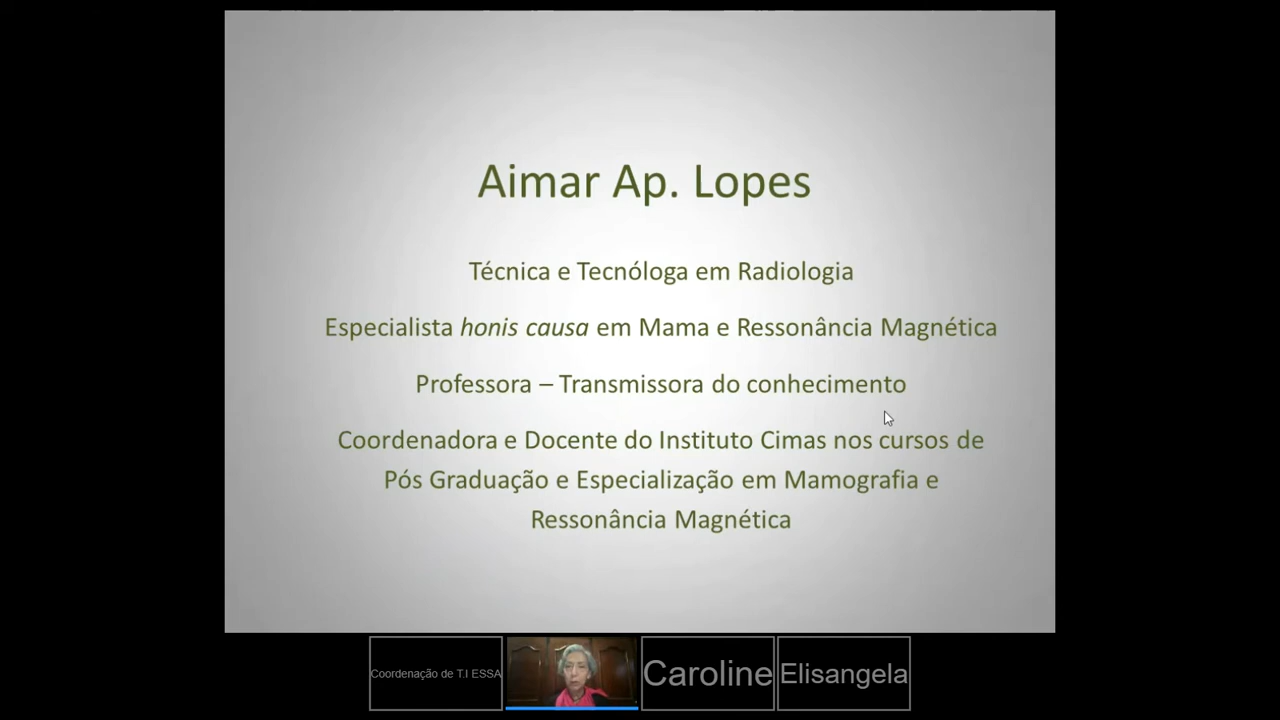 Aimar Ap. Lopes
Técnica e Tecnóloga em Radiologia
Especialista honis causa em Mama e Ressonância Magnética
Professora – Transmissora do conhecimento
Coordenadora e Docente do Instituto Cimas nos cursos de
Pós Graduação e Especialização em Mamografia e
Ressonância Magnética
Coordenação de T.I ESSA
Caroline
Elisangela